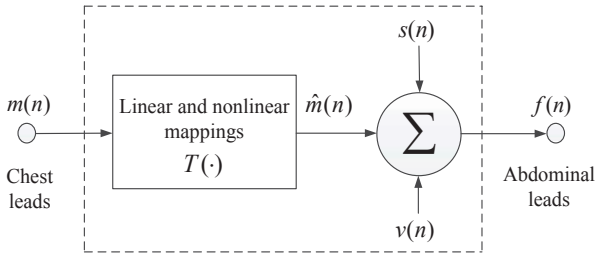 s(n)
m(n)
Linear and nonlinear
mappings
T(·)
m̂(n)
Σ
f(n)
Chest
leads
Abdominal
leads
v(n)